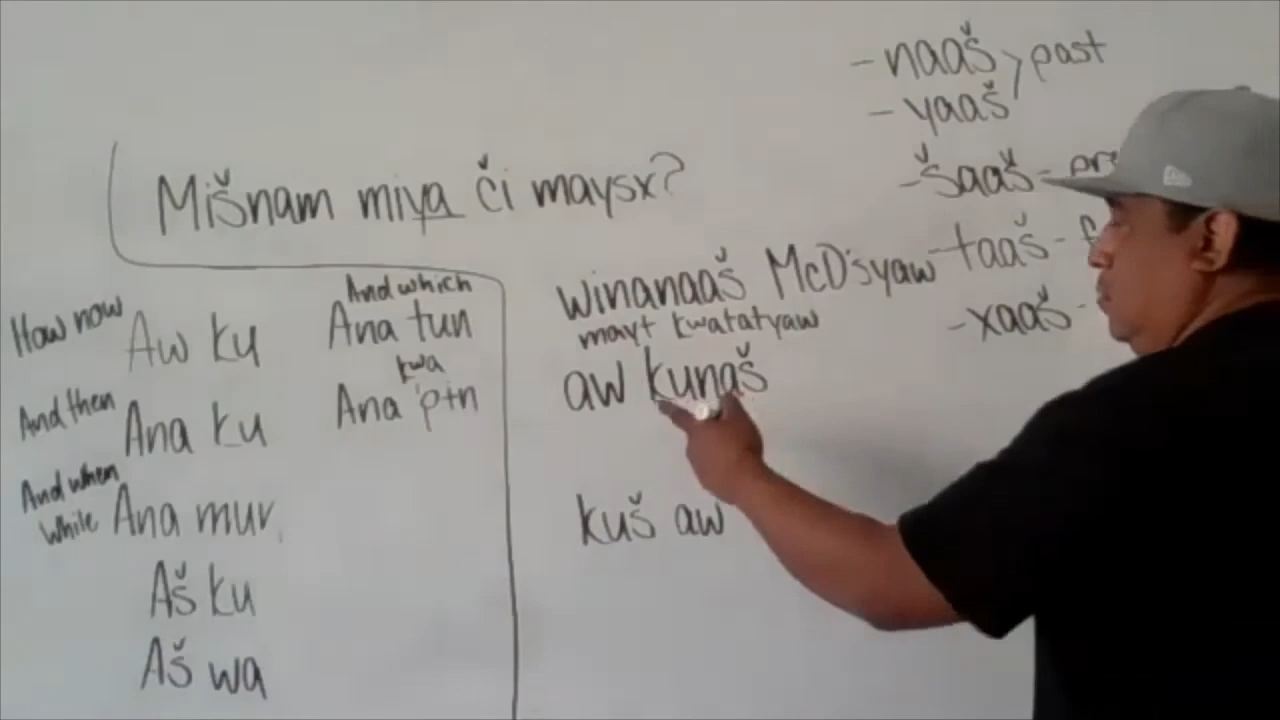 -naaš > past
-yaaš
-šaaš -
-taaš -
-xaaš -
Mišnam miya či maysx?
How now Aw ku
And then Ana ku
And when
while Ana mur
Aš ku
Aš wa
And which
Ana tun
kwa
Ana ptn
winanaaš McD'syaw
mayt kwatatyaw
aw kunaš
kuš aw